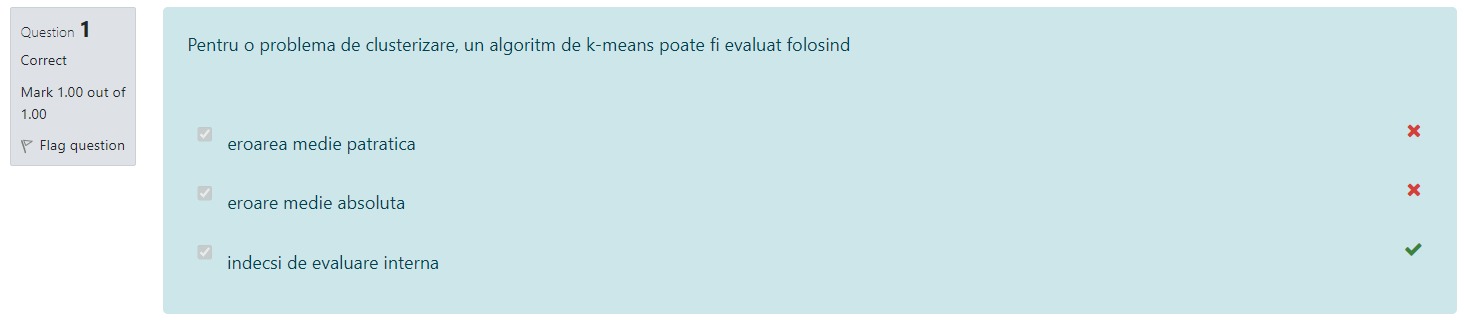 Question 1
Correct
Mark 1.00 out of
1.00
Flag question
Pentru o problema de clusterizare, un algoritm de k-means poate fi evaluat folosind
eroarea medie patratica
eroare medie absoluta
indecsi de evaluare interna